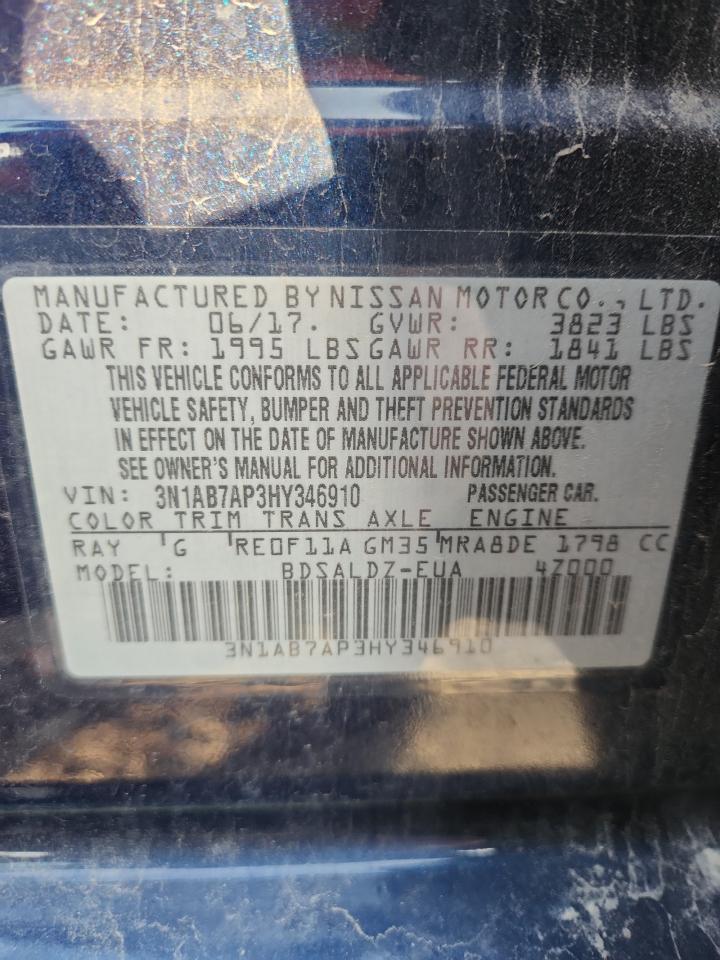 MANUFACTURED BY NISSAN MOTOR CO., LTD.
DATE: 06/17. GVWR: 3823 LBS
GAWR FR: 1995 LBS GAWR RR: 1841 LBS
THIS VEHICLE CONFORMS TO ALL APPLICABLE FEDERAL MOTOR
VEHICLE SAFETY, BUMPER AND THEFT PREVENTION STANDARDS
IN EFFECT ON THE DATE OF MANUFACTURE SHOWN ABOVE.
SEE OWNER'S MANUAL FOR ADDITIONAL INFORMATION.
VIN: 3N1AB7AP3HY346910 PASSENGER CAR.
COLOR TRIM TRANS AXLE ENGINE
RAY G RE0F11A GM35 MRA8DE 1798 CC
MODEL: BDSALDZ-EUA 4Z000
3N1AB7AP3HY346910